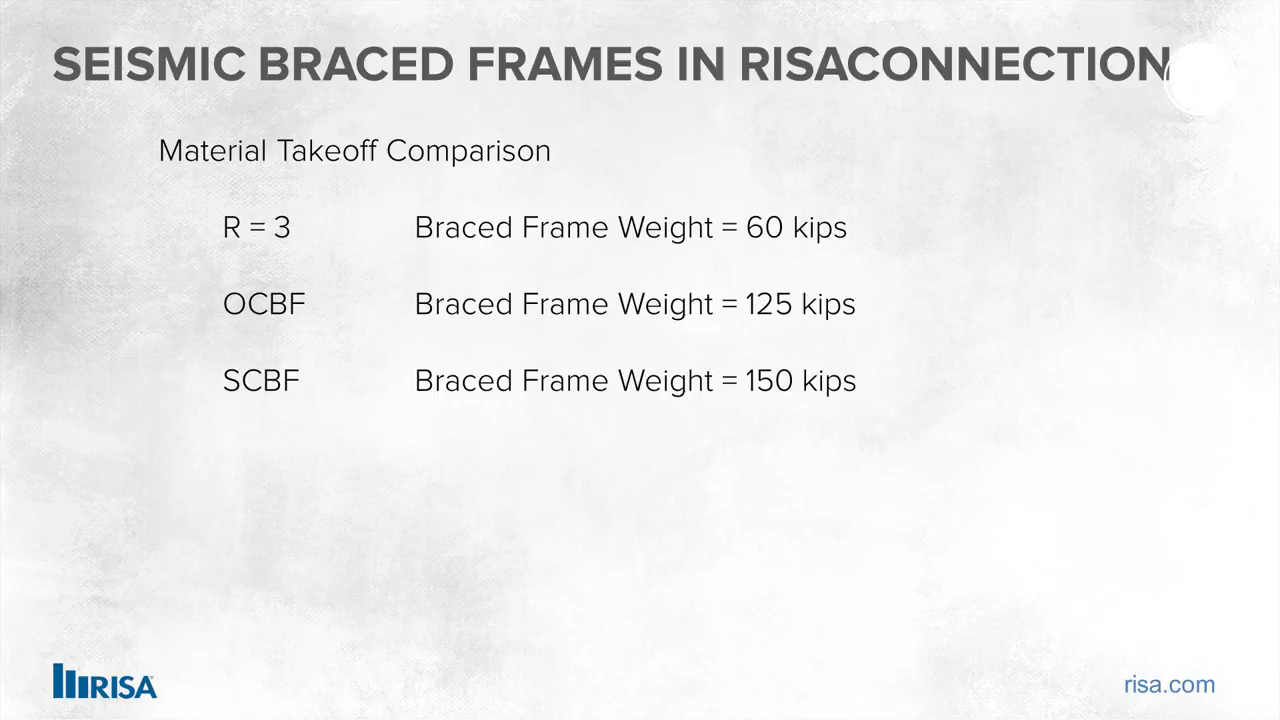 SEISMIC BRACED FRAMES IN RISACONNECTION
Material Takeoff Comparison
R = 3 Braced Frame Weight = 60 kips
OCBF Braced Frame Weight = 125 kips
SCBF Braced Frame Weight = 150 kips
RISA
risa.com